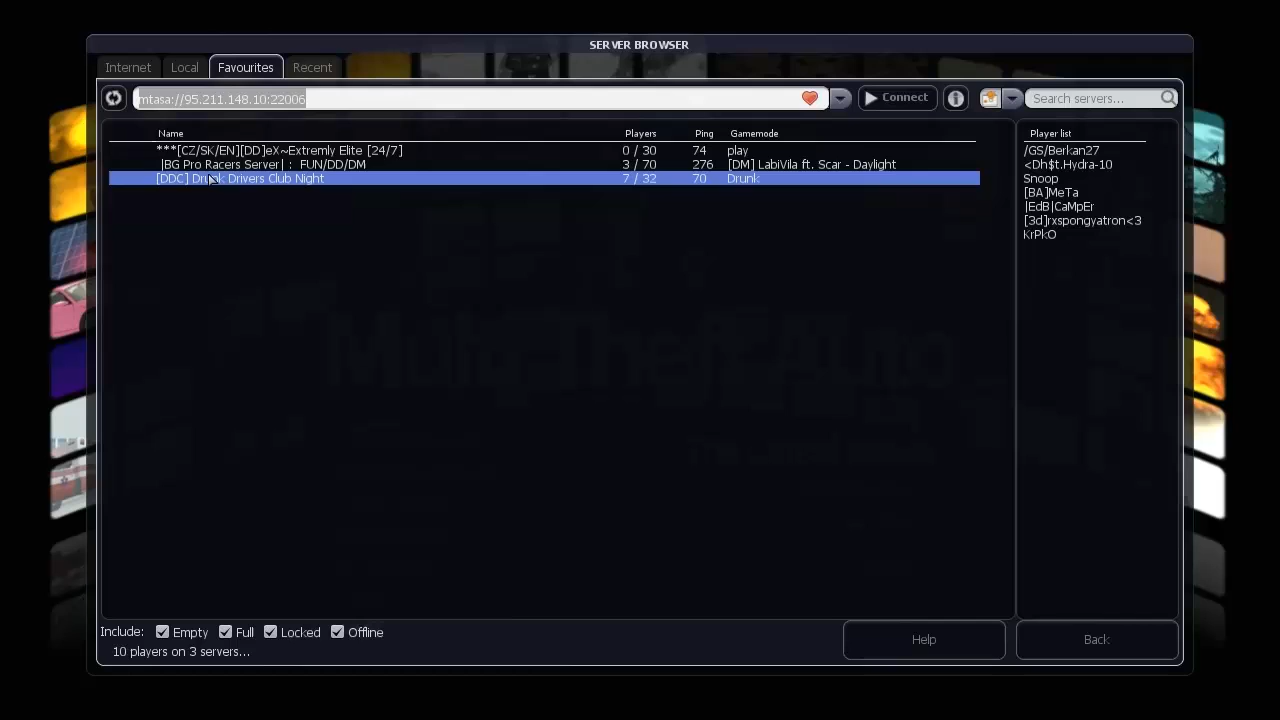 SERVER BROWSER
Internet Local Favourites Recent
mtasa://95.211.148.10:22006 Connect Search servers...
Name Players Ping Gamemode
***[CZ/SK/EN][DD]eX~Extremly Elite [24/7] 0 / 30 74 play
|BG Pro Racers Server| : FUN/DD/DM 3 / 70 276 [DM] LabiVila ft. Scar - Daylight
[DDC] Drunk Drivers Club Night 7 / 32 70 Drunk
Player list
/GS/Berkan27
<Dh$t.Hydra-10
Snoop
[BA]MeTa
|EdB|CaMpEr
[3d]rxspongyatron<3
KrPkO
Include: Empty Full Locked Offline
10 players on 3 servers...
Help Back